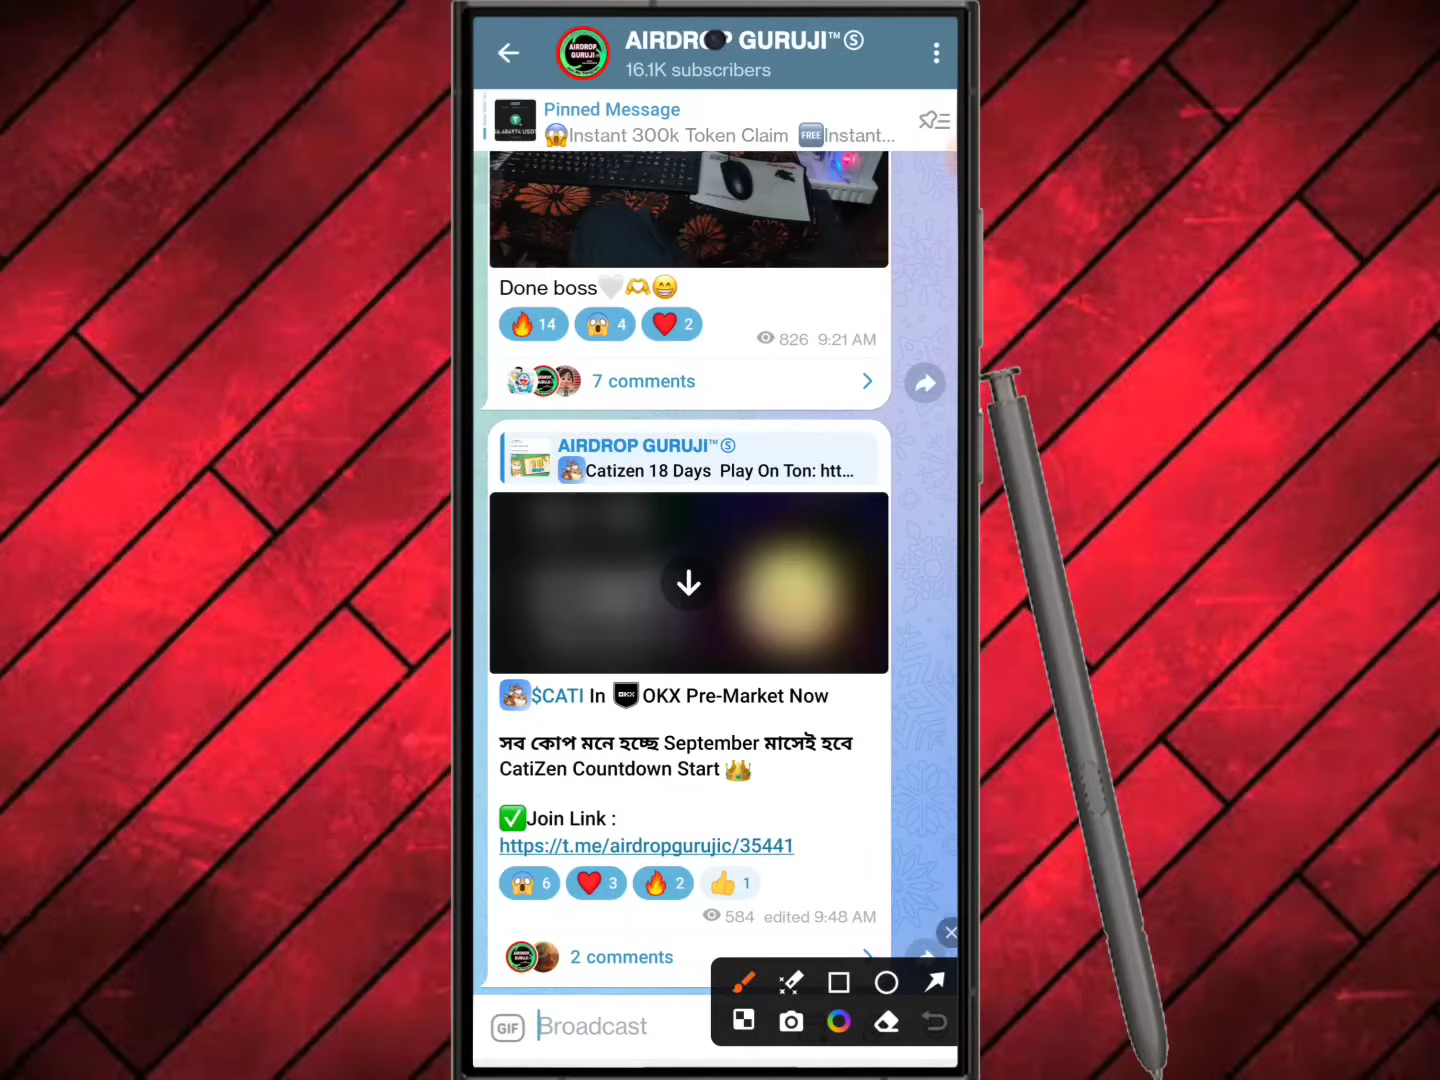 AIRDROP GURUJI™Ⓢ
16.1K subscribers
Pinned Message
😱Instant 300k Token Claim 🆓Instant...
Done boss🤍🫶😁
🔥 14 😱 4 ❤️ 2
826 9:21 AM
7 comments
AIRDROP GURUJI™Ⓢ
Catizen 18 Days Play On Ton: htt...
$CATI In OKX OKX Pre-Market Now
সব কোপ মনে হচ্ছে September মাসেই হবে
CatiZen Countdown Start 👑
✅Join Link :
https://t.me/airdropgurujic/35441
😱 6 ❤️ 3 🔥 2 👍 1
584 edited 9:48 AM
2 comments
GIF Broadcast